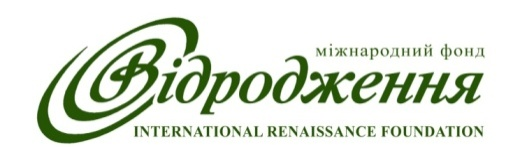 міжнародний фонд
Відродження
INTERNATIONAL RENAISSANCE FOUNDATION